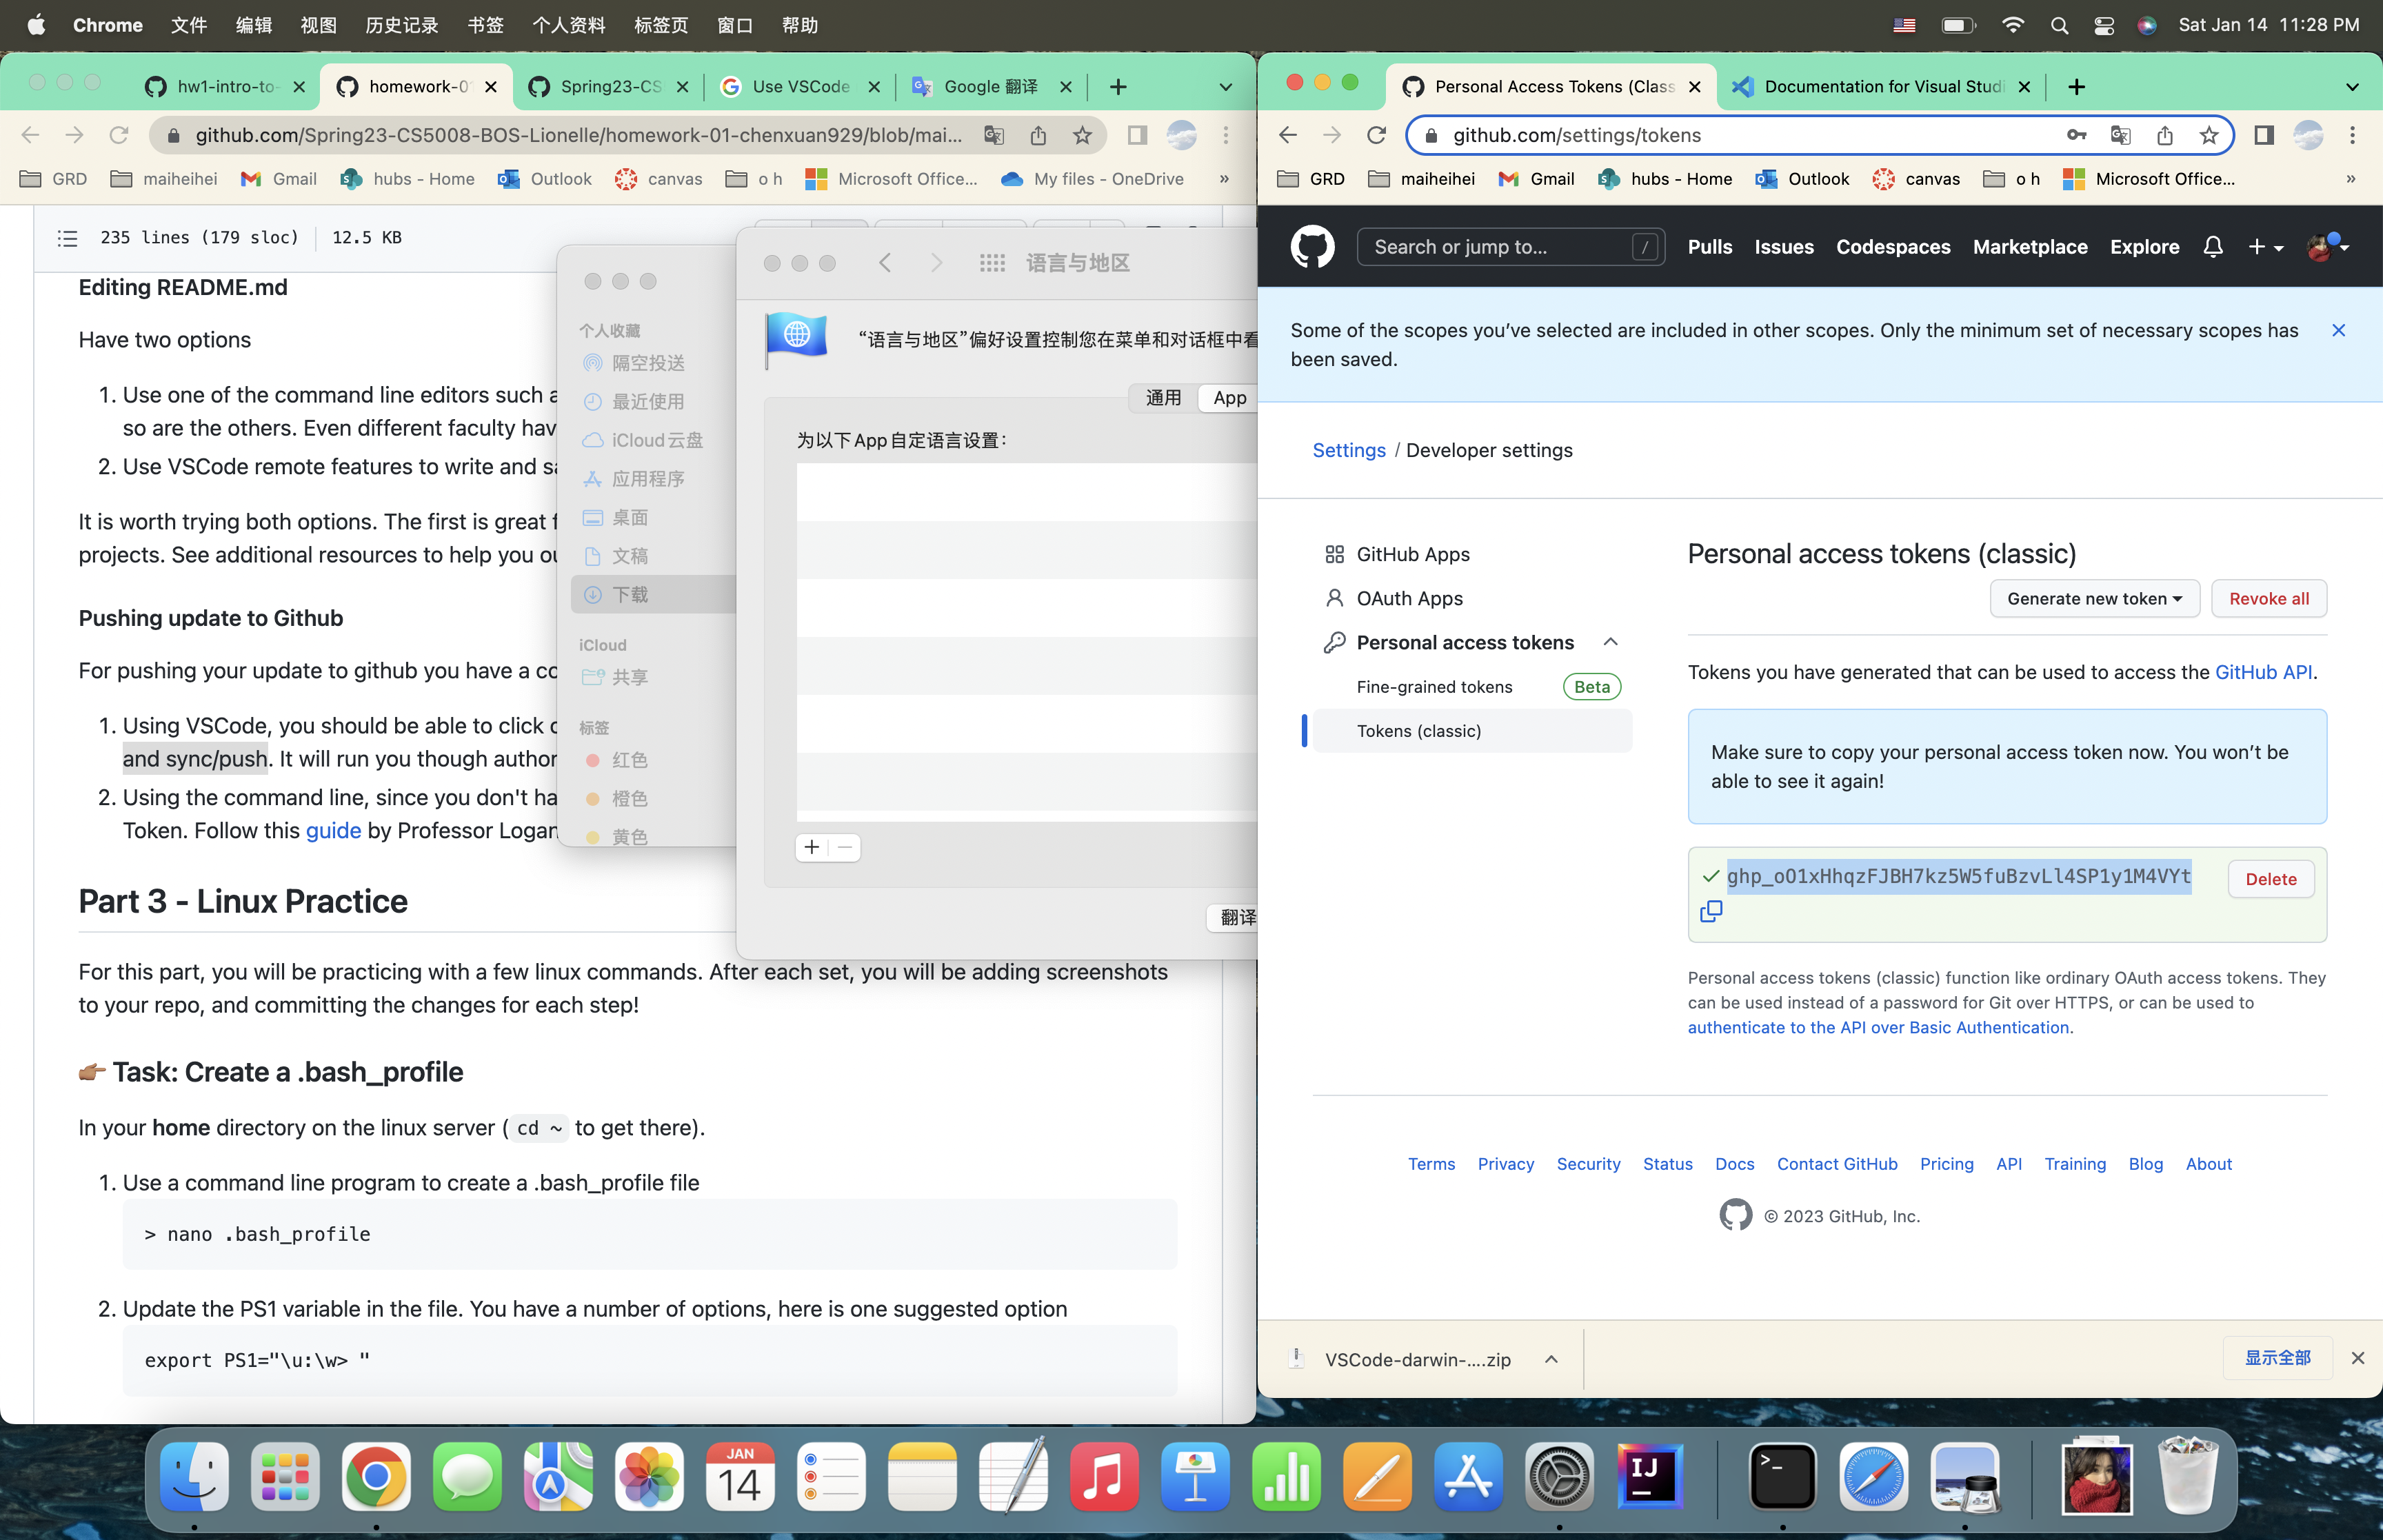 Chrome 文件 编辑 视图 历史记录 书签 个人资料 标签页 窗口 帮助 Sat Jan 14 11:28 PM
hw1-intro-to- homework-0 Spring23-CS Use VSCode Google 翻译
github.com/Spring23-CS5008-BOS-Lionelle/homework-01-chenxuan929/blob/mai...
GRD maiheihei Gmail hubs - Home Outlook canvas o h Microsoft Office... My files - OneDrive »
235 lines (179 sloc) 12.5 KB
Editing README.md
Have two options
1. Use one of the command line editors such a
so are the others. Even different faculty hav
2. Use VSCode remote features to write and sa
It is worth trying both options. The first is great f
projects. See additional resources to help you ou
Pushing update to Github
For pushing your update to github you have a co
1. Using VSCode, you should be able to click o
and sync/push. It will run you though author
2. Using the command line, since you don't ha
Token. Follow this guide by Professor Logan
Part 3 - Linux Practice
For this part, you will be practicing with a few linux commands. After each set, you will be adding screenshots
to your repo, and committing the changes for each step!
Task: Create a .bash_profile
In your home directory on the linux server ( cd ~ to get there).
1. Use a command line program to create a .bash_profile file
> nano .bash_profile
2. Update the PS1 variable in the file. You have a number of options, here is one suggested option
export PS1="\u:\w> "
个人收藏
隔空投送
最近使用
iCloud云盘
应用程序
桌面
文稿
下载
iCloud
共享
标签
红色
橙色
黄色
语言与地区
“语言与地区”偏好设置控制您在菜单和对话框中看
通用 App
为以下App自定语言设置：
翻译
Personal Access Tokens (Class Documentation for Visual Studi
github.com/settings/tokens
GRD maiheihei Gmail hubs - Home Outlook canvas o h Microsoft Office... »
Search or jump to... / Pulls Issues Codespaces Marketplace Explore
Some of the scopes you’ve selected are included in other scopes. Only the minimum set of necessary scopes has
been saved.
Settings / Developer settings
GitHub Apps
OAuth Apps
Personal access tokens
Fine-grained tokens Beta
Tokens (classic)
Personal access tokens (classic)
Generate new token Revoke all
Tokens you have generated that can be used to access the GitHub API.
Make sure to copy your personal access token now. You won’t be
able to see it again!
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 Delete
Personal access tokens (classic) function like ordinary OAuth access tokens. They
can be used instead of a password for Git over HTTPS, or can be used to
authenticate to the API over Basic Authentication.
Terms Privacy Security Status Docs Contact GitHub Pricing API Training Blog About
© 2023 GitHub, Inc.
VSCode-darwin-....zip 显示全部
JAN
14
IJ
>_